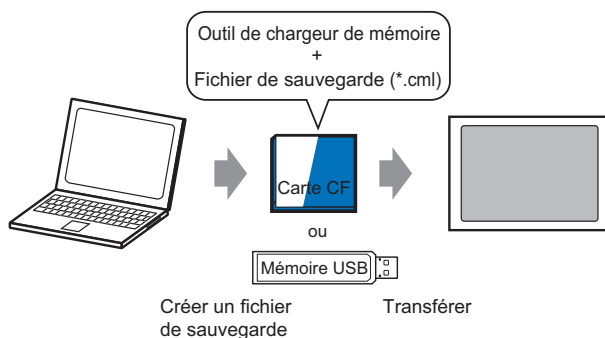 Outil de chargeur de mémoire
+
Fichier de sauvegarde (*.cml)
Carte CF
ou
Mémoire USB
Créer un fichier
de sauvegarde
Transférer